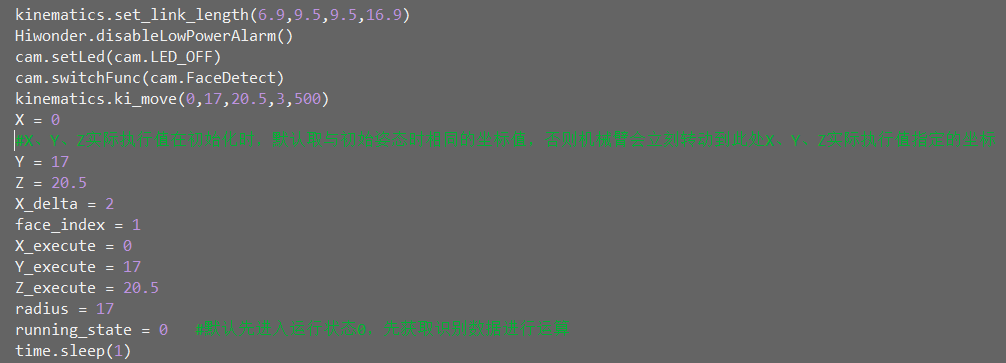 kinematics.set_link_length(6.9,9.5,9.5,16.9)
Hiwonder.disableLowPowerAlarm()
cam.setLed(cam.LED_OFF)
cam.switchFunc(cam.FaceDetect)
kinematics.ki_move(0,17,20.5,3,500)
X = 0
#X、Y、Z实际执行值在初始化时，默认取与初始姿态时相同的坐标值，否则机械臂会立刻转动到此处X、Y、Z实际执行值指定的坐标
Y = 17
Z = 20.5
X_delta = 2
face_index = 1
X_execute = 0
Y_execute = 17
Z_execute = 20.5
radius = 17
running_state = 0 #默认先进入运行状态0，先获取识别数据进行运算
time.sleep(1)